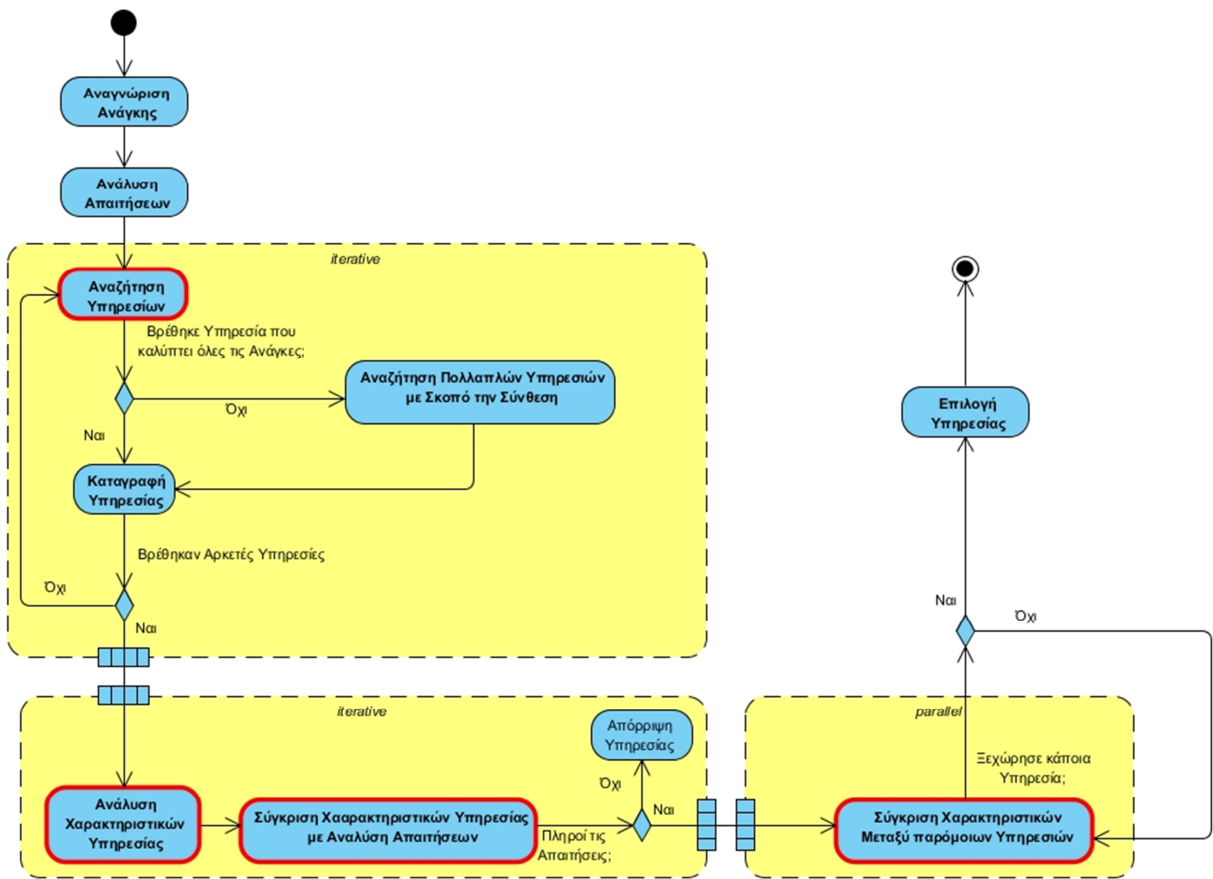 Αναγνώριση
Ανάγκης
Ανάλυση
Απαιτήσεων
iterative
Αναζήτηση
Υπηρεσίων
Βρέθηκε Υπηρεσία που
καλύπτει όλες τις Ανάγκες;
Αναζήτηση Πολλαπλών Υπηρεσιών
με Σκοπό την Σύνθεση
Όχι
Ναι
Καταγραφή
Υπηρεσίας
Βρέθηκαν Αρκετές Υπηρεσίες
Όχι
Ναι
iterative
Απόρριψη
Υπηρεσίας
Όχι
Ναι
Ανάλυση
Χαρακτηριστικών
Υπηρεσίας
Σύγκριση Χααρακτηριστικών Υπηρεσίας
με Αναλύση Απαιτήσεων
Πληροί τις
Απαιτήσεις;
parallel
Ξεχώρησε κάποια
Υπηρεσία;
Σύγκριση Χαρακτηριστικών
Μεταξύ παρόμοιων Υπηρεσιών
Ναι
Όχι
Επιλογή
Υπηρεσίας